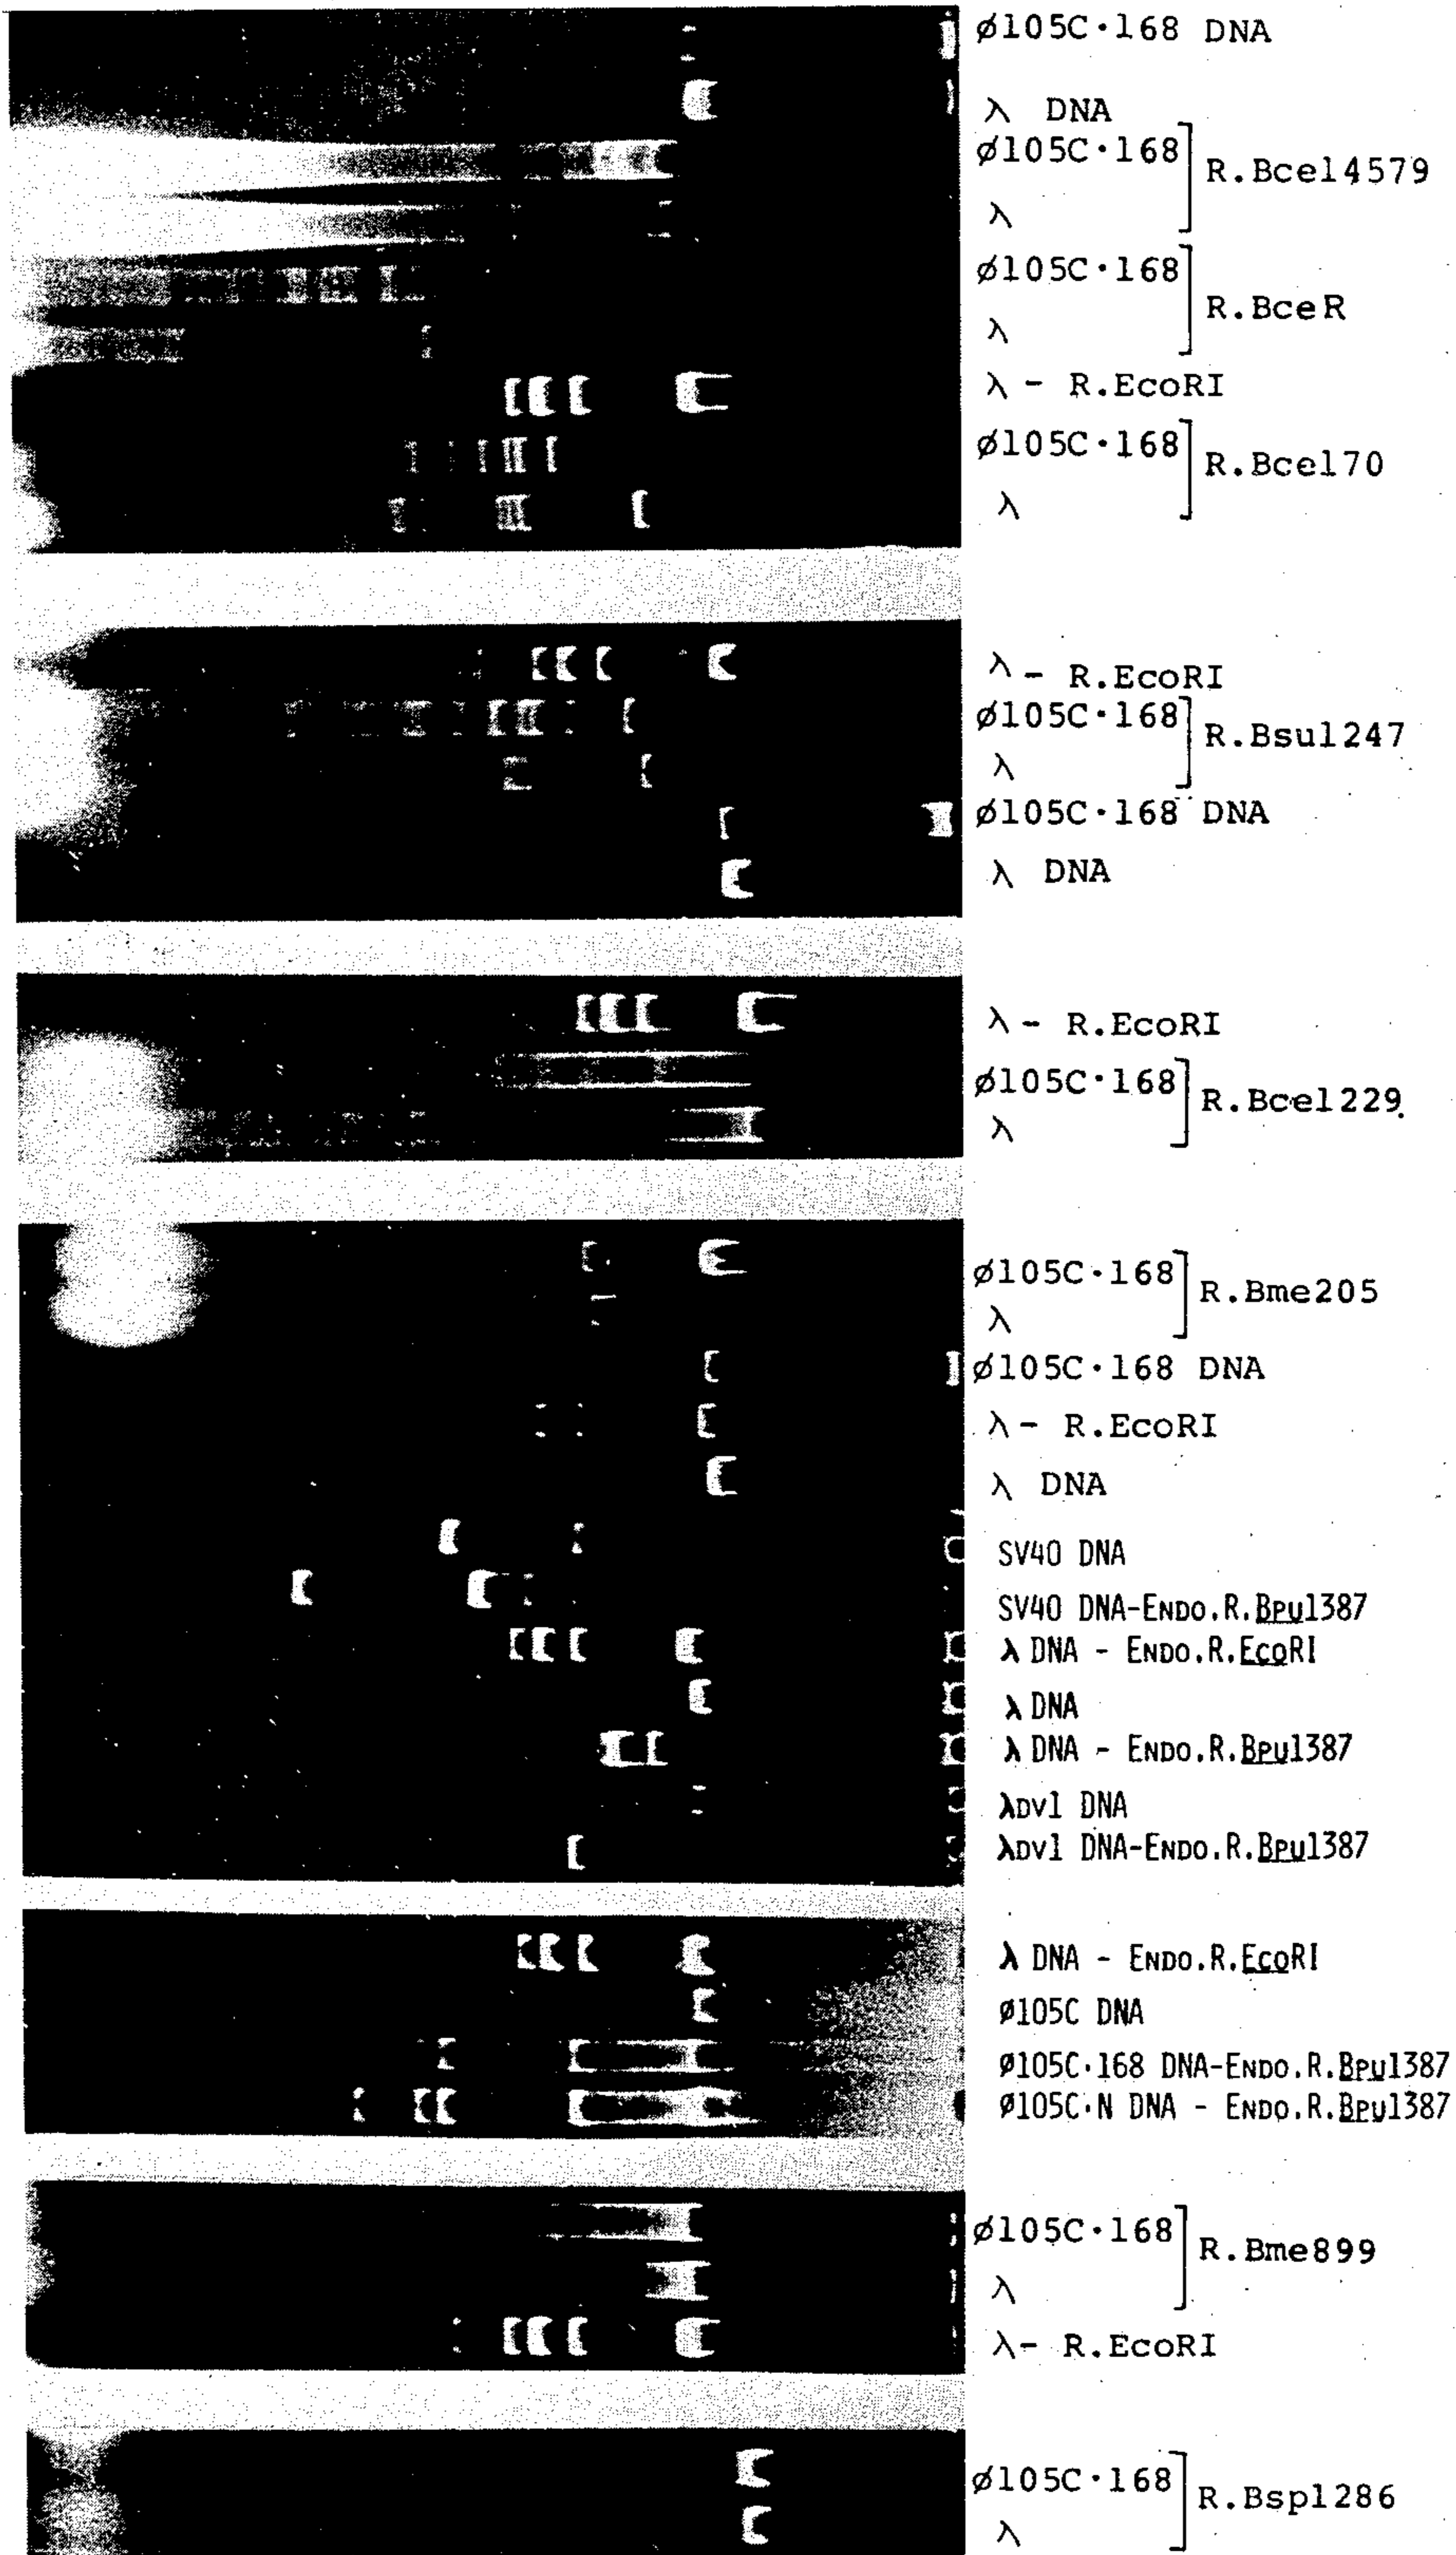 ø105C·168 DNA
λ DNA
ø105C·168
λ
R.Bce14579
ø105C·168
λ
R.BceR
λ - R.EcoRI
ø105C·168
λ
R.Bce170
λ - R.EcoRI
ø105C·168
λ
R.Bsu1247
ø105C·168 DNA
λ DNA
λ - R.EcoRI
ø105C·168
λ
R.Bce1229
ø105C·168
λ
R.Bme205
ø105C·168 DNA
λ - R.EcoRI
λ DNA
SV40 DNA
SV40 DNA-ENDO.R.BPU1387
λ DNA - ENDO.R.ECORI
λ DNA
λ DNA - ENDO.R.BPU1387
λDV1 DNA
λDV1 DNA-ENDO.R.BPU1387
λ DNA - ENDO.R.ECORI
ø105C DNA
ø105C·168 DNA-ENDO.R.BPU1387
ø105C·N DNA - ENDO.R.BPU1387
ø105C·168
λ
R.Bme899
λ- R.EcoRI
ø105C·168
λ
R.Bsp1286